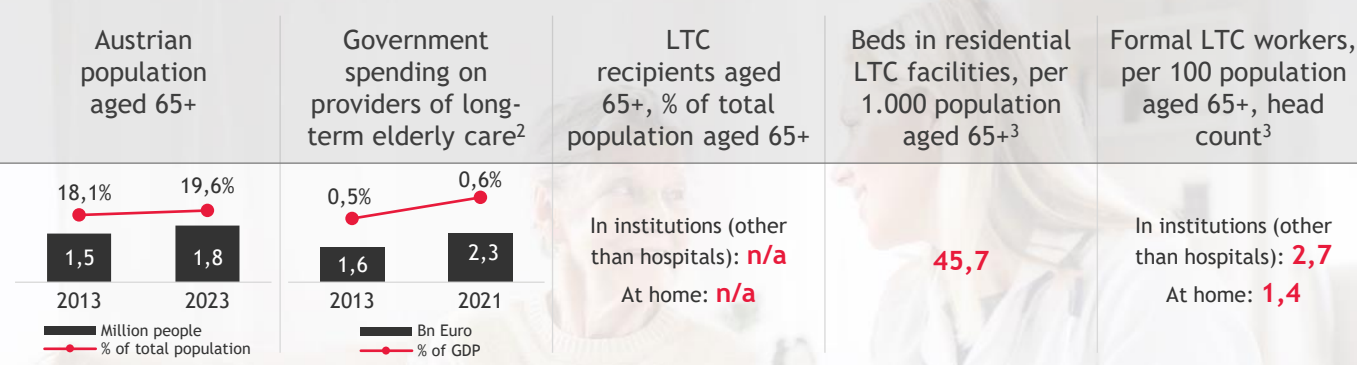 Austrian
population
aged 65+
Government
spending on
providers of long-
term elderly care2
LTC
recipients aged
65+, % of total
population aged 65+
Beds in residential
LTC facilities, per
1.000 population
aged 65+3
Formal LTC workers,
per 100 population
aged 65+, head
count3
18,1% 19,6%
1,5 1,8
2013 2023
Million people
% of total population
0,5% 0,6%
1,6 2,3
2013 2021
Bn Euro
% of GDP
In institutions (other
than hospitals): n/a
At home: n/a
45,7
In institutions (other
than hospitals): 2,7
At home: 1,4